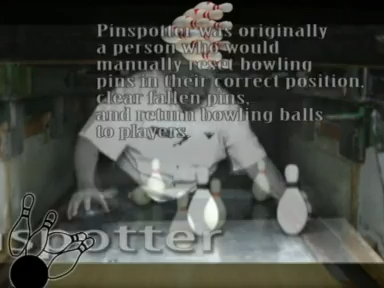 Pinspotter was originally
a person who would
manually reset bowling
pins in their correct position,
clear fallen pins,
and return bowling balls
to players.
spotter